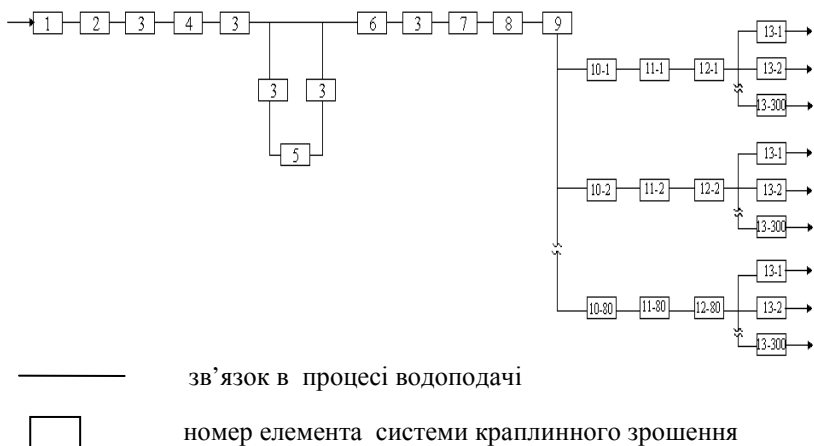 1 2 3 4 3 6 3 7 8 9
3 3
5
10-1 11-1 12-1
13-1
13-2
13-300
10-2 11-2 12-2
13-1
13-2
13-300
10-80 11-80 12-80
13-1
13-2
13-300
зв’язок в процесі водоподачі
номер елемента системи краплинного зрошення